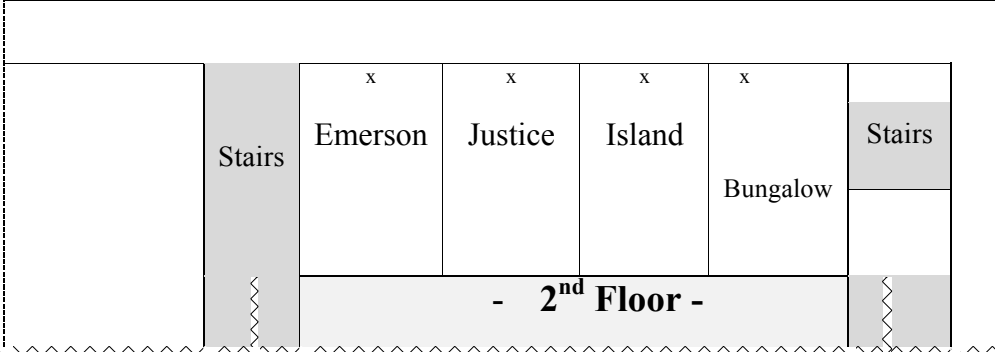 x x x x
Emerson Justice Island Stairs
Stairs
Bungalow
- 2nd Floor -